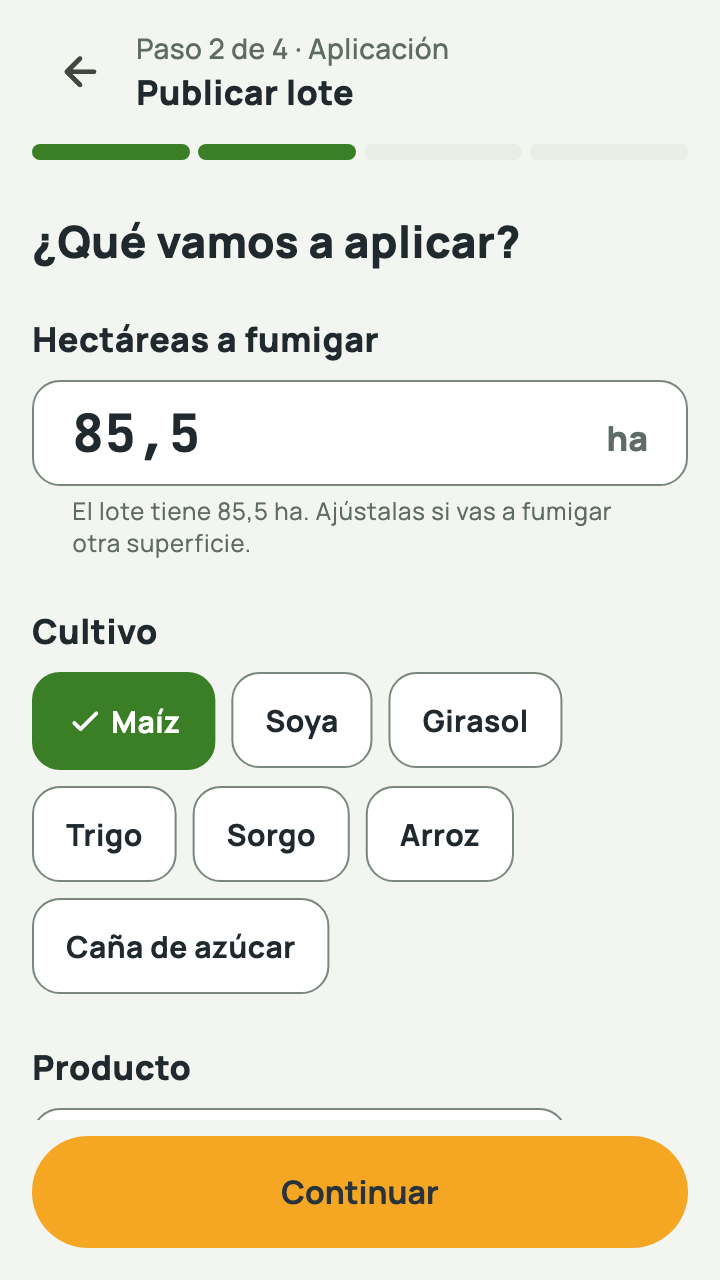 Paso 2 de 4 · Aplicación
Publicar lote
¿Qué vamos a aplicar?
Hectáreas a fumigar
85,5 ha
El lote tiene 85,5 ha. Ajústalas si vas a fumigar
otra superficie.
Cultivo
Maíz Soya Girasol
Trigo Sorgo Arroz
Caña de azúcar
Producto
Continuar